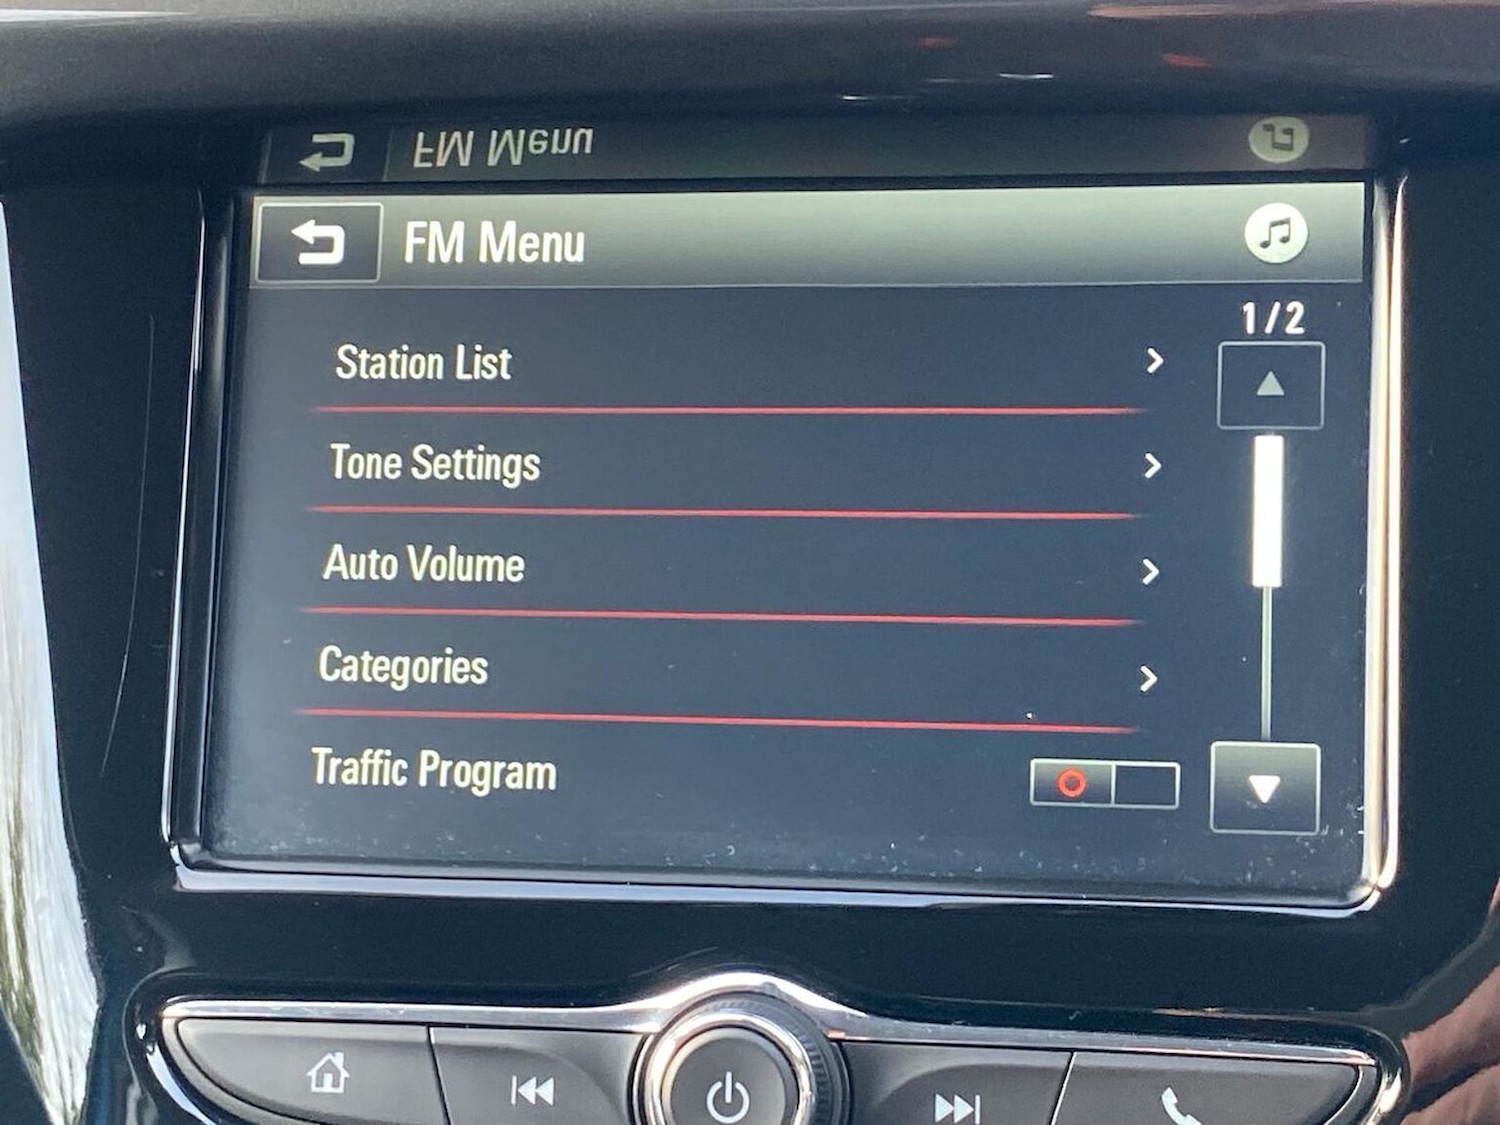 FM Menu
FM Menu
1/2
Station List
Tone Settings
Auto Volume
Categories
Traffic Program